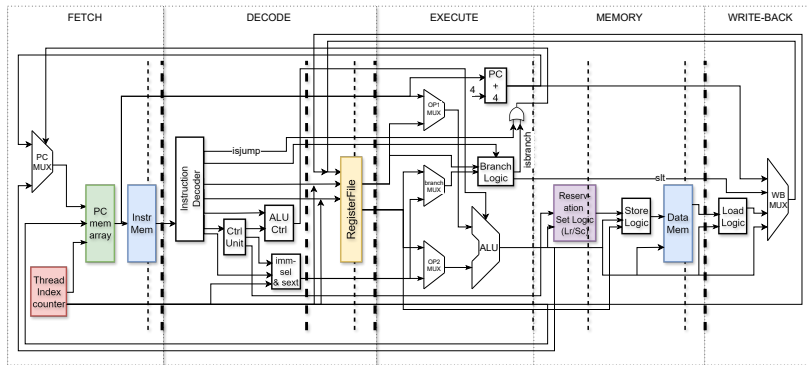 FETCH
DECODE
EXECUTE
MEMORY
WRITE-BACK
PC
MUX
PC
mem
array
Instr
Mem
Thread
Index
counter
Instruction
Decoder
isjump
Ctrl
Unit
ALU
Ctrl
imm-
sel
& sext
RegisterFile
OP1
MUX
branch
MUX
OP2
MUX
4
PC
+
4
isbranch
Branch
Logic
ALU
slt
Reserv
ation
Set Logic
(Lr/Sc)
Store
Logic
Data
Mem
Load
Logic
WB
MUX